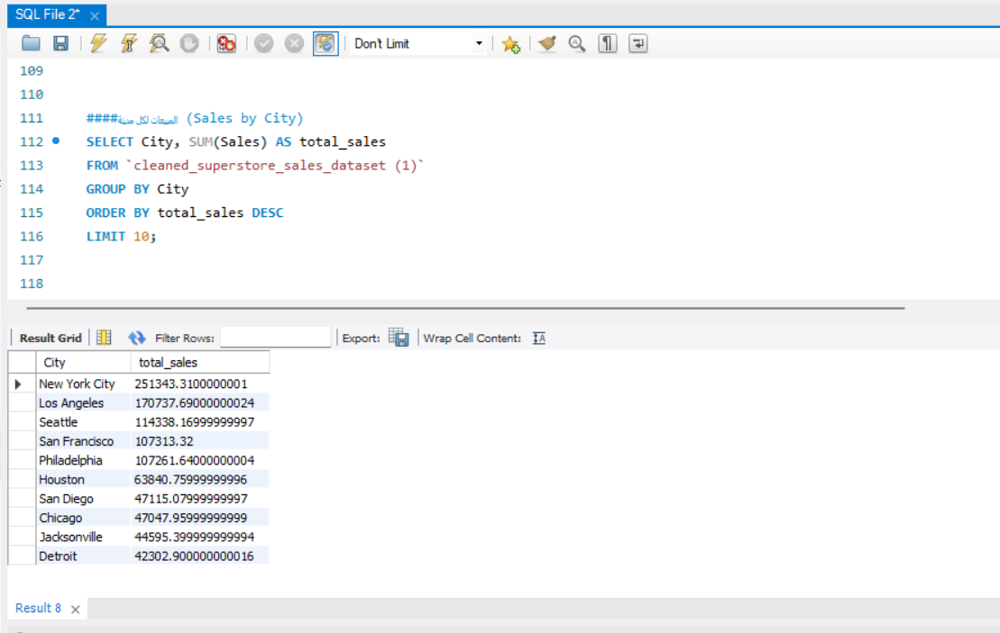 SQL File 2*
Don't Limit
109
110
111 ####المبيعات لكل مدينة (Sales by City)
112 SELECT City, SUM(Sales) AS total_sales
113 FROM `cleaned_superstore_sales_dataset (1)`
114 GROUP BY City
115 ORDER BY total_sales DESC
116 LIMIT 10;
117
118
Result Grid Filter Rows: Export: Wrap Cell Content:
City total_sales
New York City 251343.3100000001
Los Angeles 170737.69000000024
Seattle 114338.16999999997
San Francisco 107313.32
Philadelphia 107261.64000000004
Houston 63840.75999999996
San Diego 47115.07999999997
Chicago 47047.95999999999
Jacksonville 44595.399999999994
Detroit 42302.900000000016
Result 8